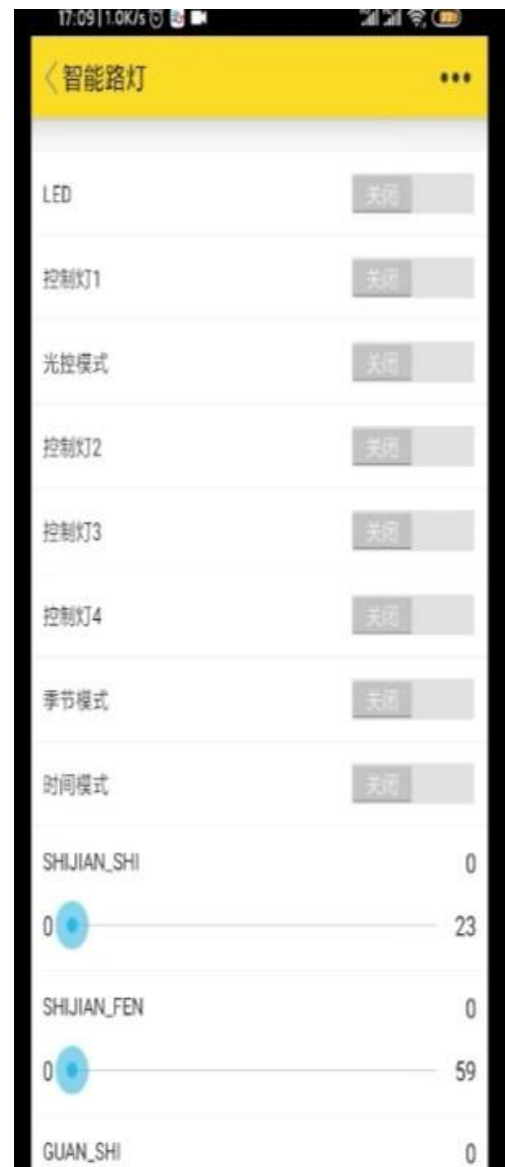 17:09 | 1.0K/s
智能路灯
LED 关闭
控制灯1 关闭
光控模式 关闭
控制灯2 关闭
控制灯3 关闭
控制灯4 关闭
季节模式 关闭
时间模式 关闭
SHIJIAN_SHI 0
0 23
SHIJIAN_FEN 0
0 59
GUAN_SHI 0